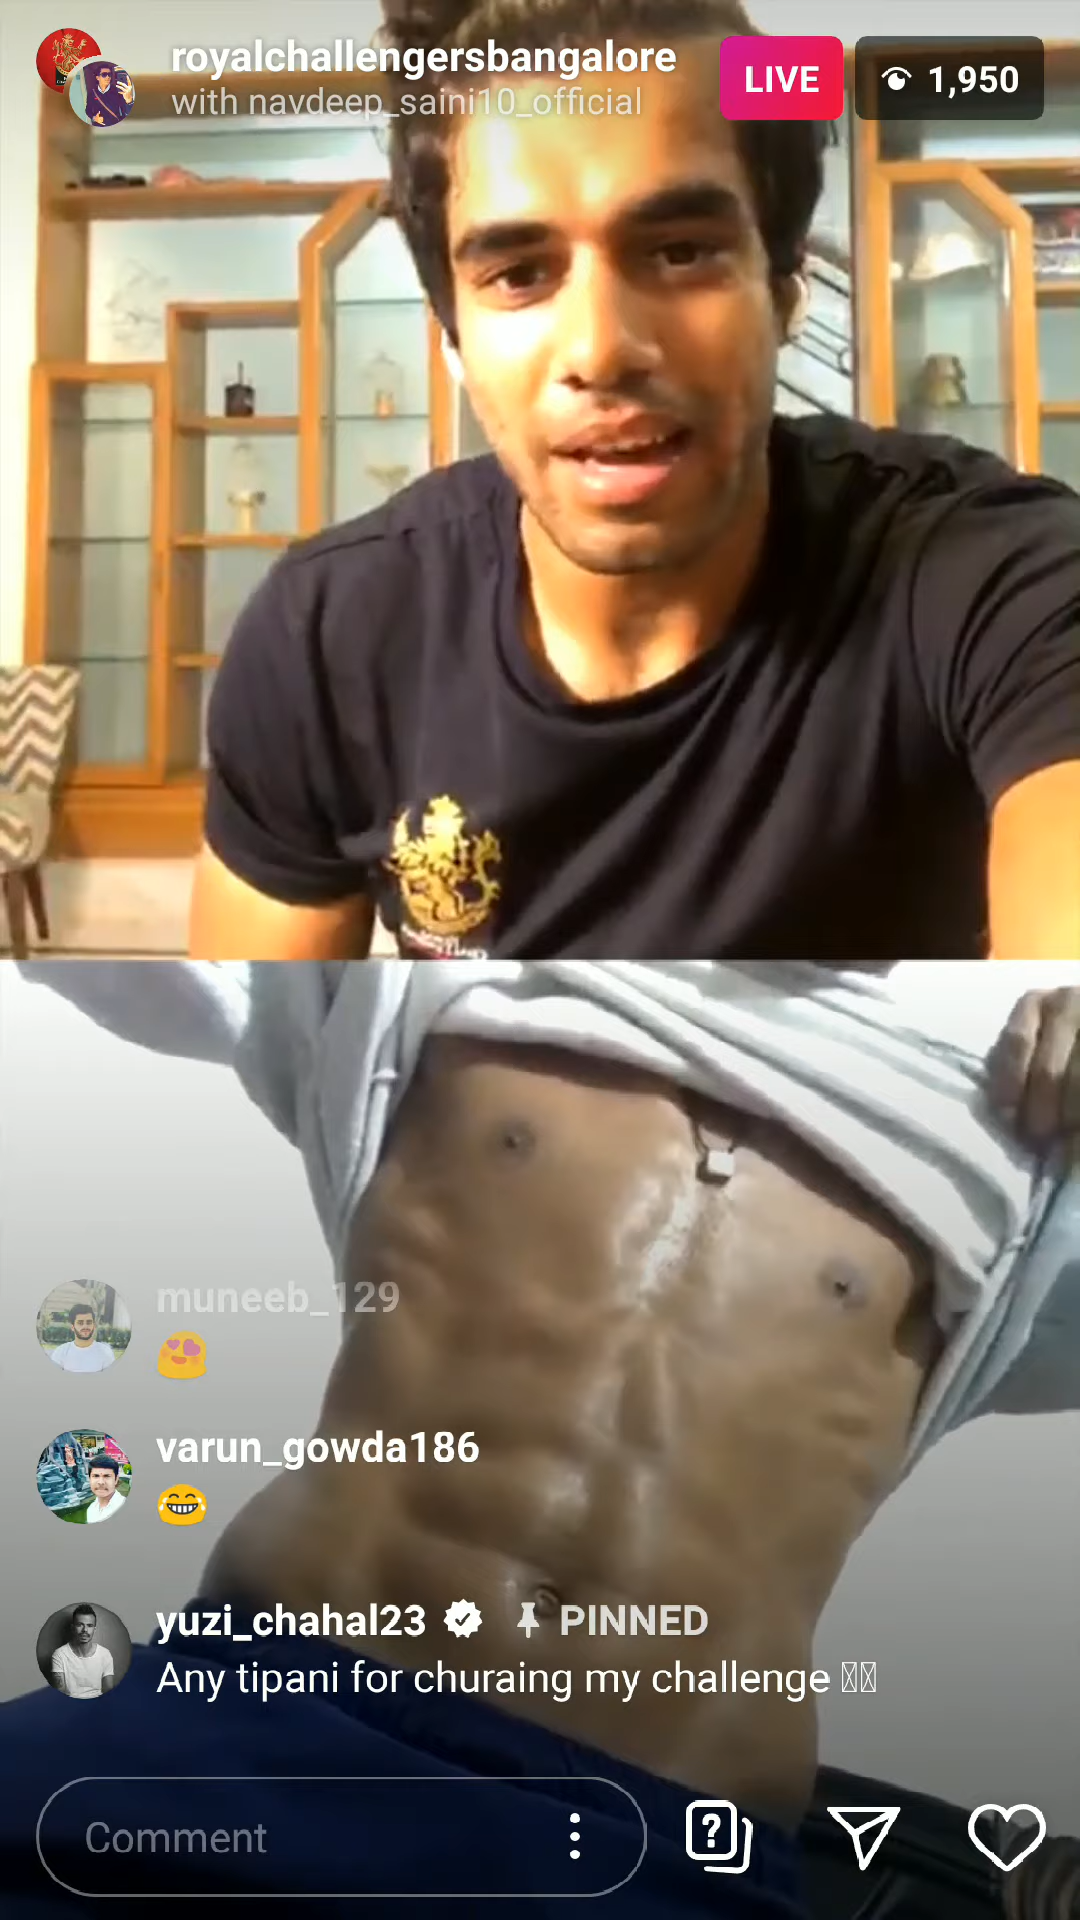 royalchallengersbangalore
with navdeep_saini10_official
LIVE
1,950
muneeb_129
😍
varun_gowda186
😂
yuzi_chahal23 PINNED
Any tipani for churaing my challenge
Comment